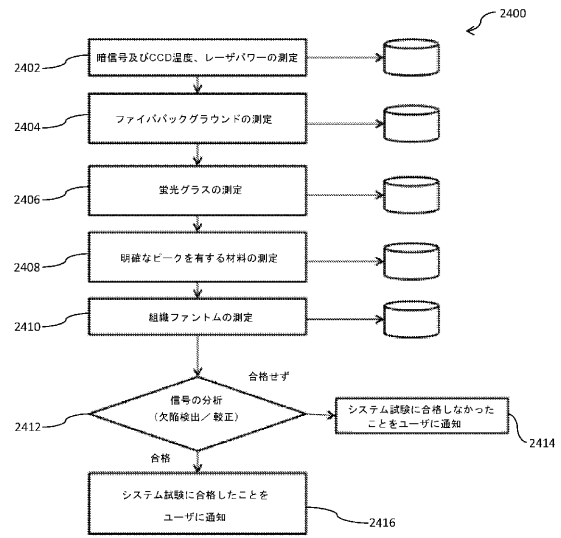 2400
2402
暗信号及びCCD温度、レーザパワーの測定
2404
ファイバブックグラウンドの測定
2406
蛍光グラスの測定
2408
明確なピークを有する材料の測定
2410
組織ファントムの測定
合格せず
2412
信号の分析
(欠陥検出/較正)
システム試験に合格しなかった
ことをユーザに通知
2414
合格
システム試験に合格したことを
ユーザに通知
2416